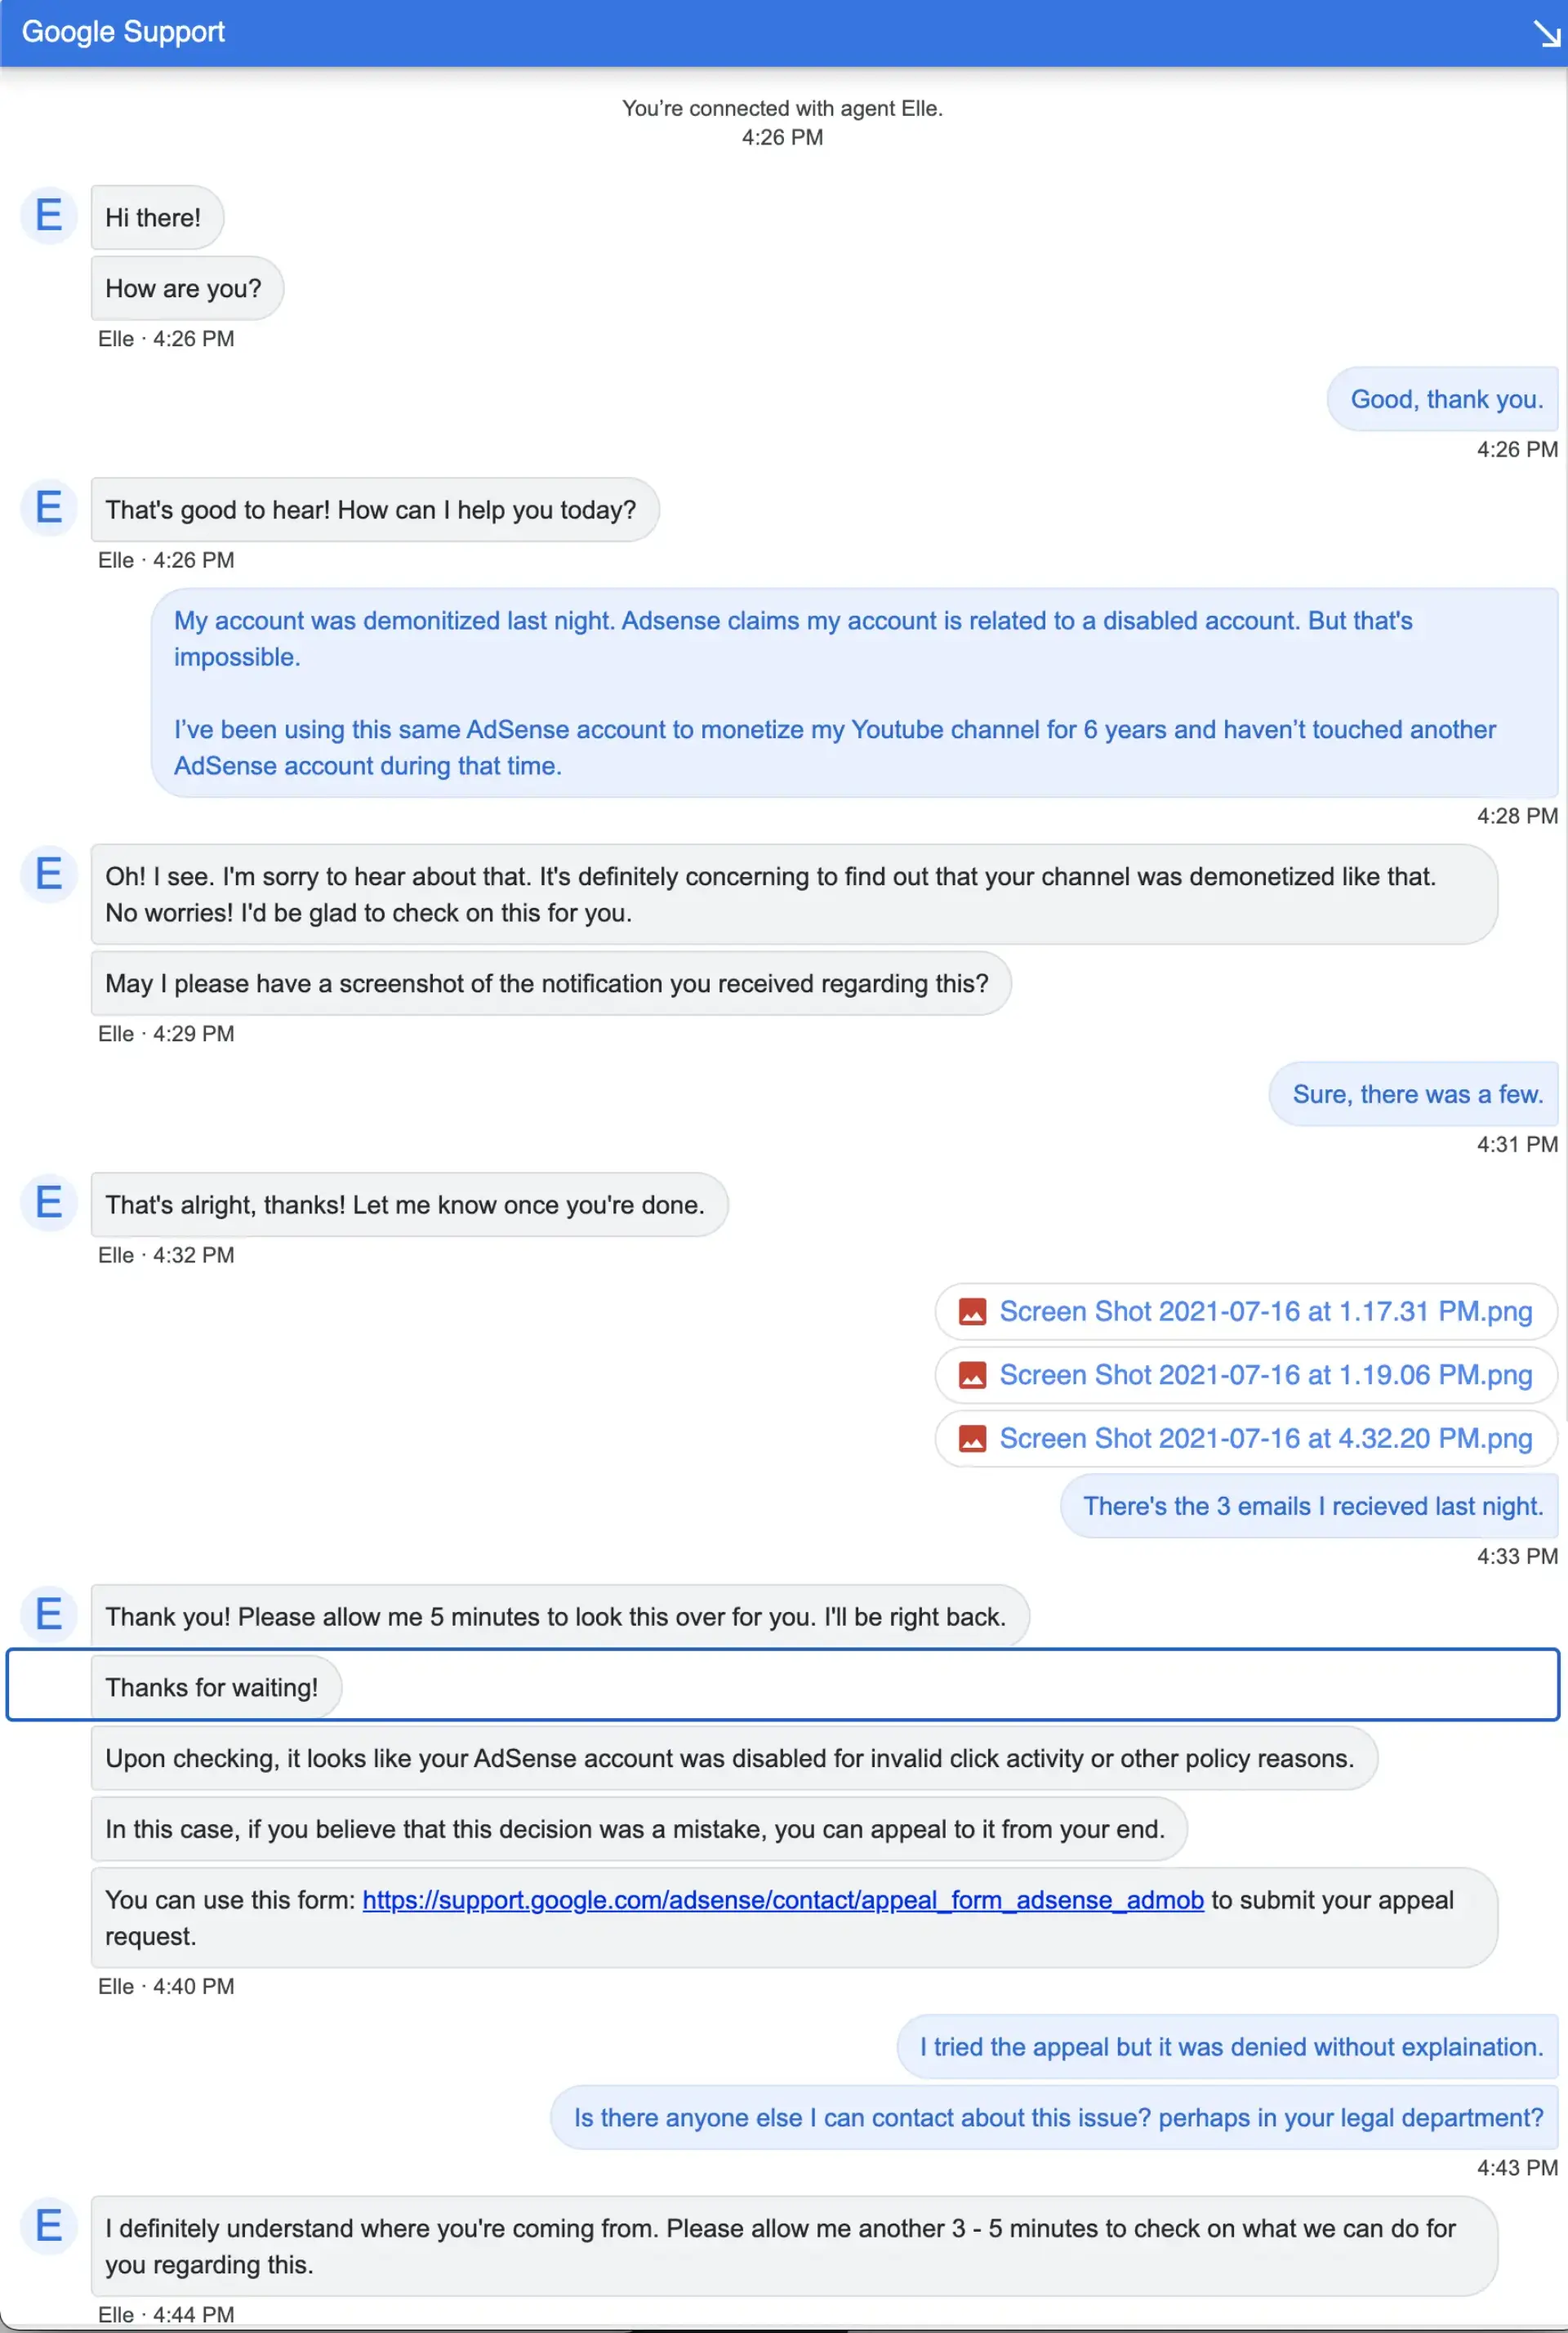 Google Support
You’re connected with agent Elle.
4:26 PM
E
Hi there!
How are you?
Elle · 4:26 PM
Good, thank you.
4:26 PM
E
That's good to hear! How can I help you today?
Elle · 4:26 PM
My account was demonitized last night. Adsense claims my account is related to a disabled account. But that's
impossible.
I’ve been using this same AdSense account to monetize my Youtube channel for 6 years and haven’t touched another
AdSense account during that time.
4:28 PM
E
Oh! I see. I'm sorry to hear about that. It's definitely concerning to find out that your channel was demonetized like that.
No worries! I'd be glad to check on this for you.
May I please have a screenshot of the notification you received regarding this?
Elle · 4:29 PM
Sure, there was a few.
4:31 PM
E
That's alright, thanks! Let me know once you're done.
Elle · 4:32 PM
Screen Shot 2021-07-16 at 1.17.31 PM.png
Screen Shot 2021-07-16 at 1.19.06 PM.png
Screen Shot 2021-07-16 at 4.32.20 PM.png
There's the 3 emails I recieved last night.
4:33 PM
E
Thank you! Please allow me 5 minutes to look this over for you. I'll be right back.
Thanks for waiting!
Upon checking, it looks like your AdSense account was disabled for invalid click activity or other policy reasons.
In this case, if you believe that this decision was a mistake, you can appeal to it from your end.
You can use this form: https://support.google.com/adsense/contact/appeal_form_adsense_admob to submit your appeal
request.
Elle · 4:40 PM
I tried the appeal but it was denied without explaination.
Is there anyone else I can contact about this issue? perhaps in your legal department?
4:43 PM
E
I definitely understand where you're coming from. Please allow me another 3 - 5 minutes to check on what we can do for
you regarding this.
Elle · 4:44 PM